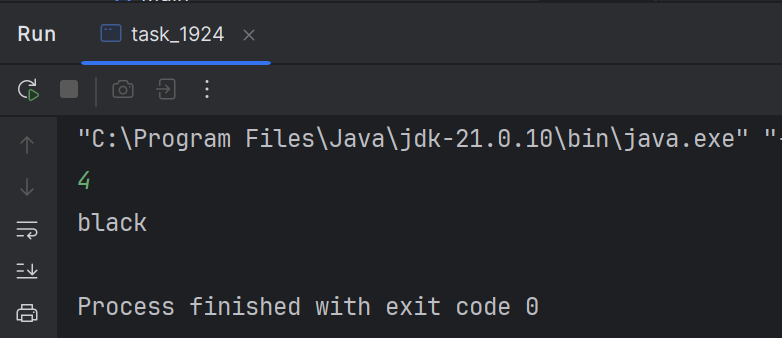 Run task_1924
"C:\Program Files\Java\jdk-21.0.10\bin\java.exe" "-
4
black
Process finished with exit code 0